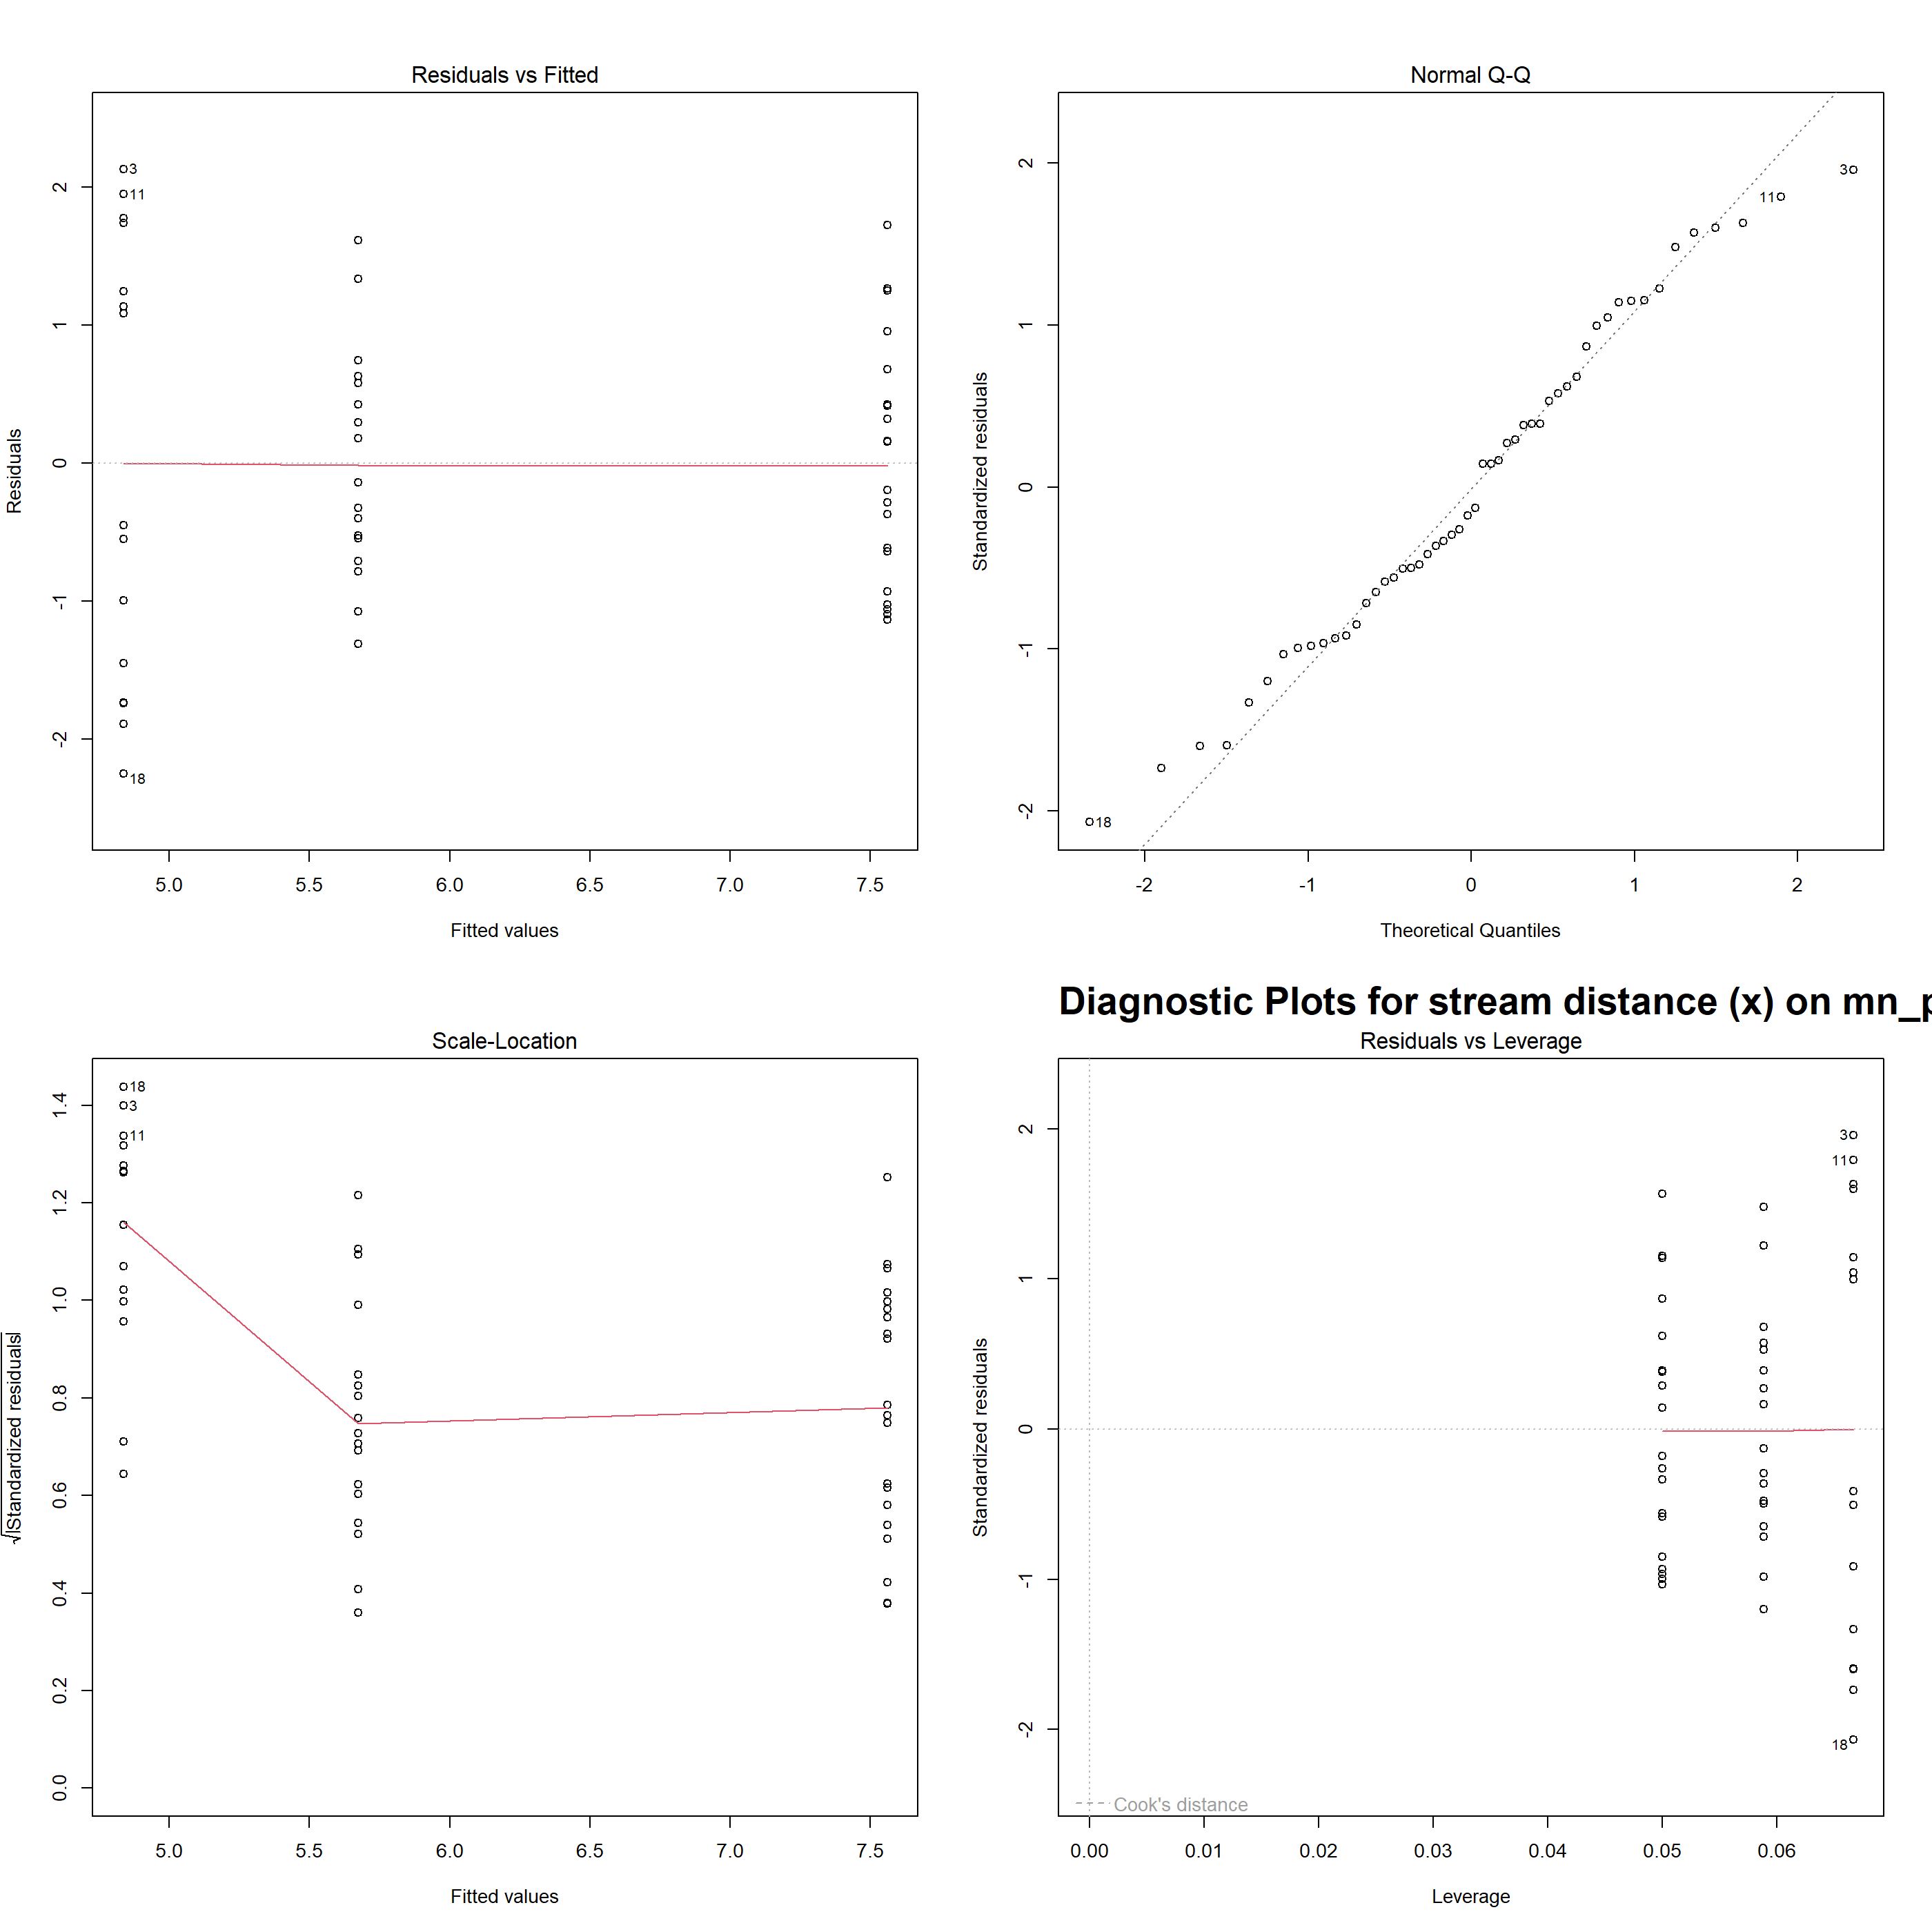 Residuals vs Fitted
Residuals
2
1
0
-1
-2
3
11
18
5.0 5.5 6.0 6.5 7.0 7.5
Fitted values
Normal Q-Q
Standardized residuals
2
1
0
-1
-2
3
11
18
-2 -1 0 1 2
Theoretical Quantiles
Scale-Location
√|Standardized residuals|
1.4
1.2
1.0
0.8
0.6
0.4
0.2
0.0
18
3
11
5.0 5.5 6.0 6.5 7.0 7.5
Fitted values
Diagnostic Plots for stream distance (x) on mn_p
Residuals vs Leverage
Standardized residuals
2
1
0
-1
-2
3
11
18
Cook's distance
0.00 0.01 0.02 0.03 0.04 0.05 0.06
Leverage